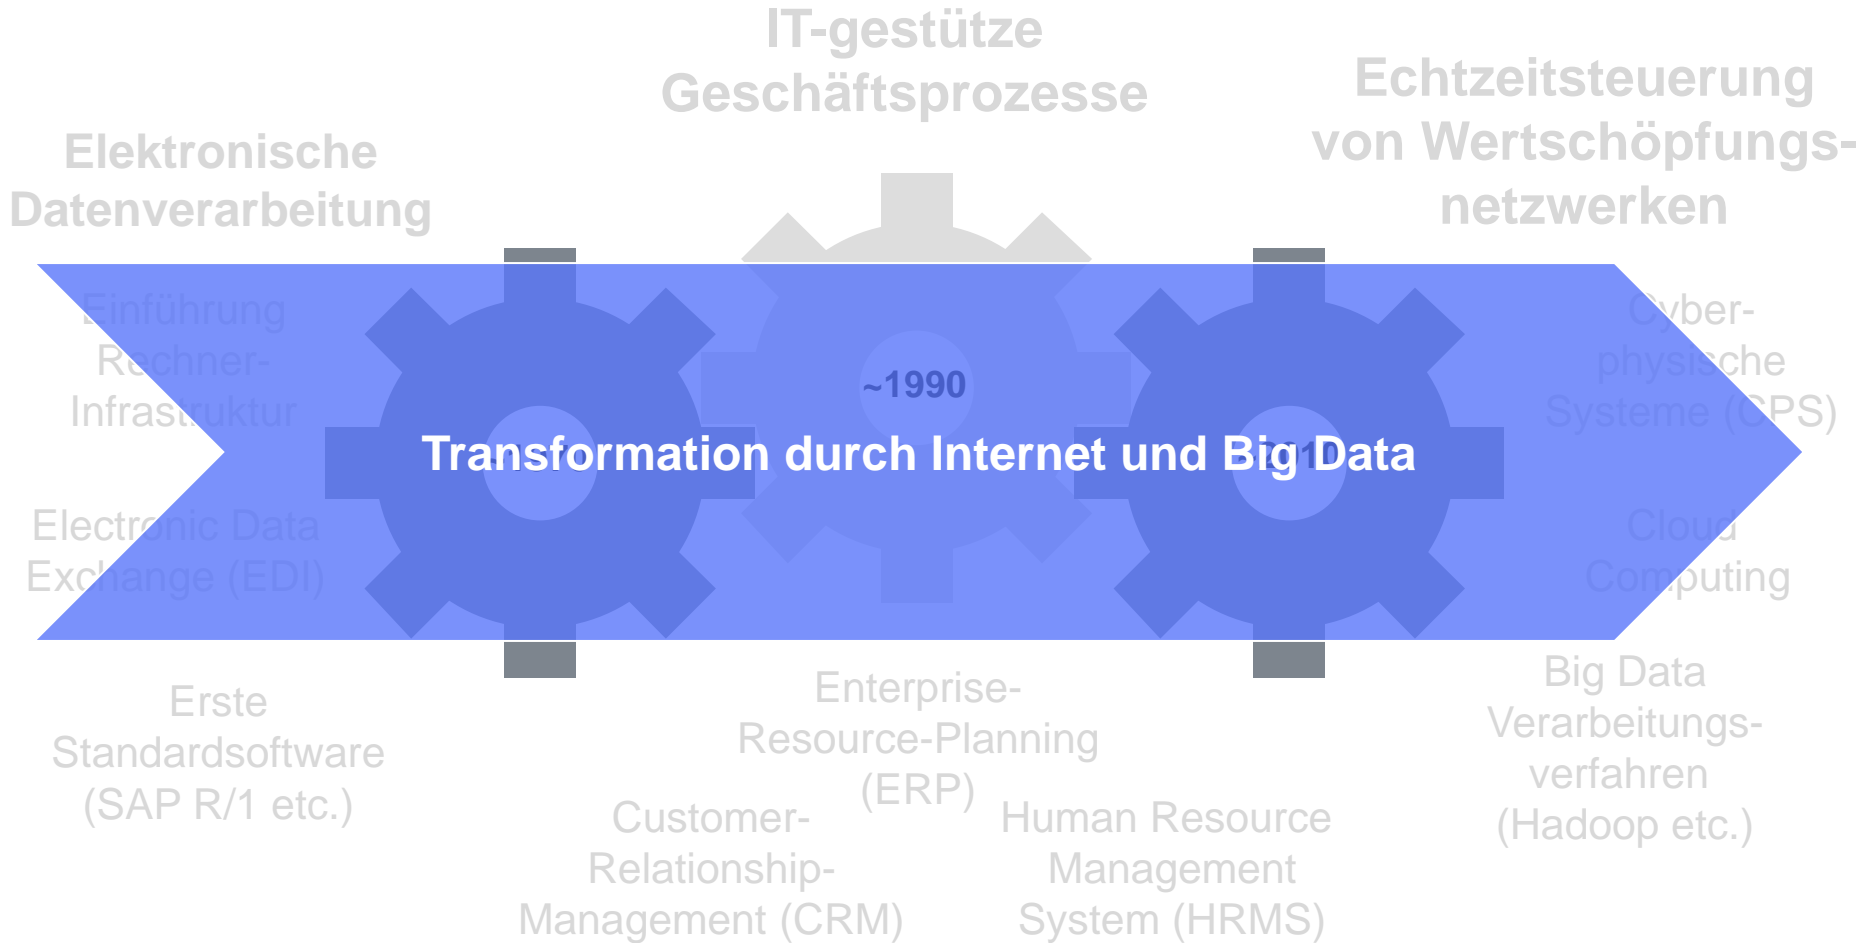 IT-gestütze
Geschäftsprozesse
Echtzeitsteuerung
von Wertschöpfungs-
netzwerken
Elektronische
Datenverarbeitung
Einführung
Rechner-
Infrastruktur
Electronic Data
Exchange (EDI)
Erste
Standardsoftware
(SAP R/1 etc.)
~1990
Transformation durch Internet und Big Data
~2010
Enterprise-
Resource-Planning
(ERP)
Customer-
Relationship-
Management (CRM)
Human Resource
Management
System (HRMS)
Cyber-
physische
Systeme (CPS)
Cloud
Computing
Big Data
Verarbeitungs-
verfahren
(Hadoop etc.)